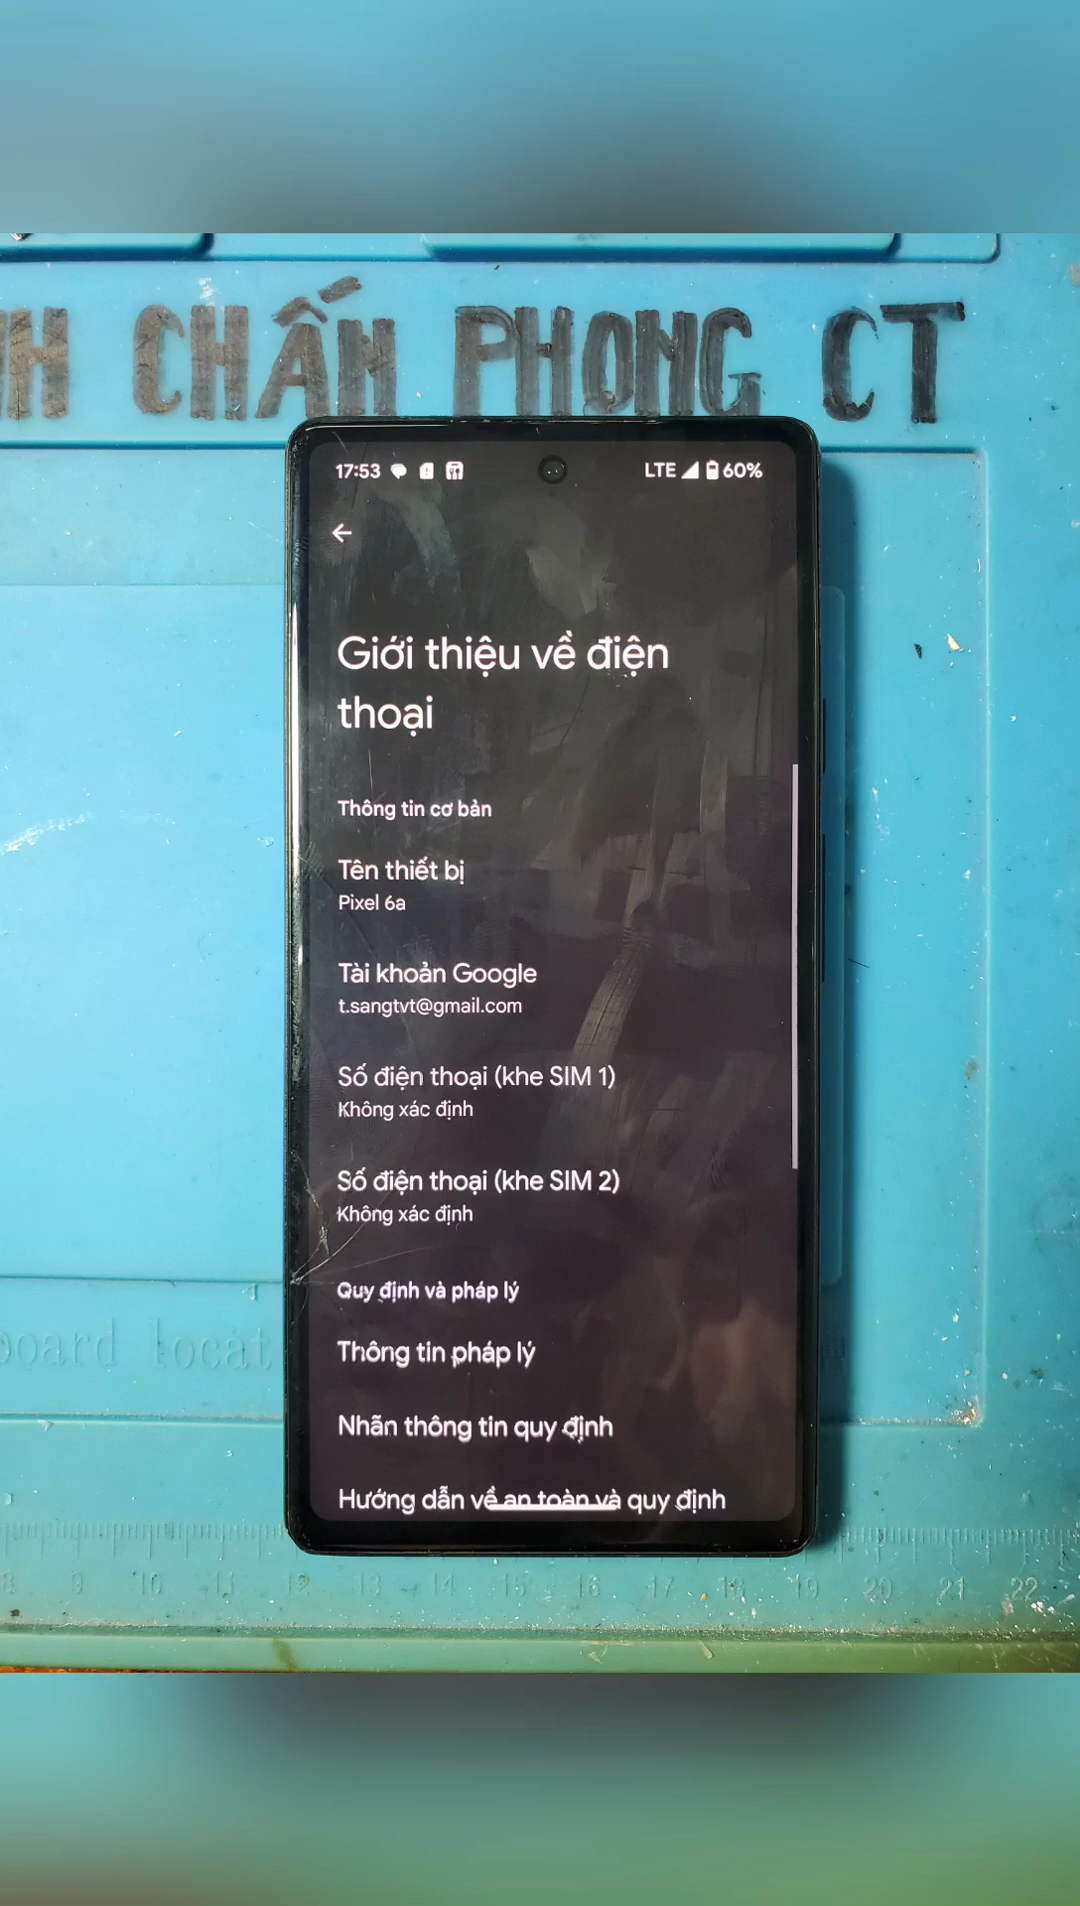 H CHẤN PHONG CT
17:53 LTE 60%
Giới thiệu về điện
thoại
Thông tin cơ bản
Tên thiết bị
Pixel 6a
Tài khoản Google
t.sangtvt@gmail.com
Số điện thoại (khe SIM 1)
Không xác định
Số điện thoại (khe SIM 2)
Không xác định
Quy định và pháp lý
Thông tin pháp lý
Nhãn thông tin quy định
Hướng dẫn về an toàn và quy định
board locat
8 9 10 11 12 13 14 15 16 17 18 19 20 21 22